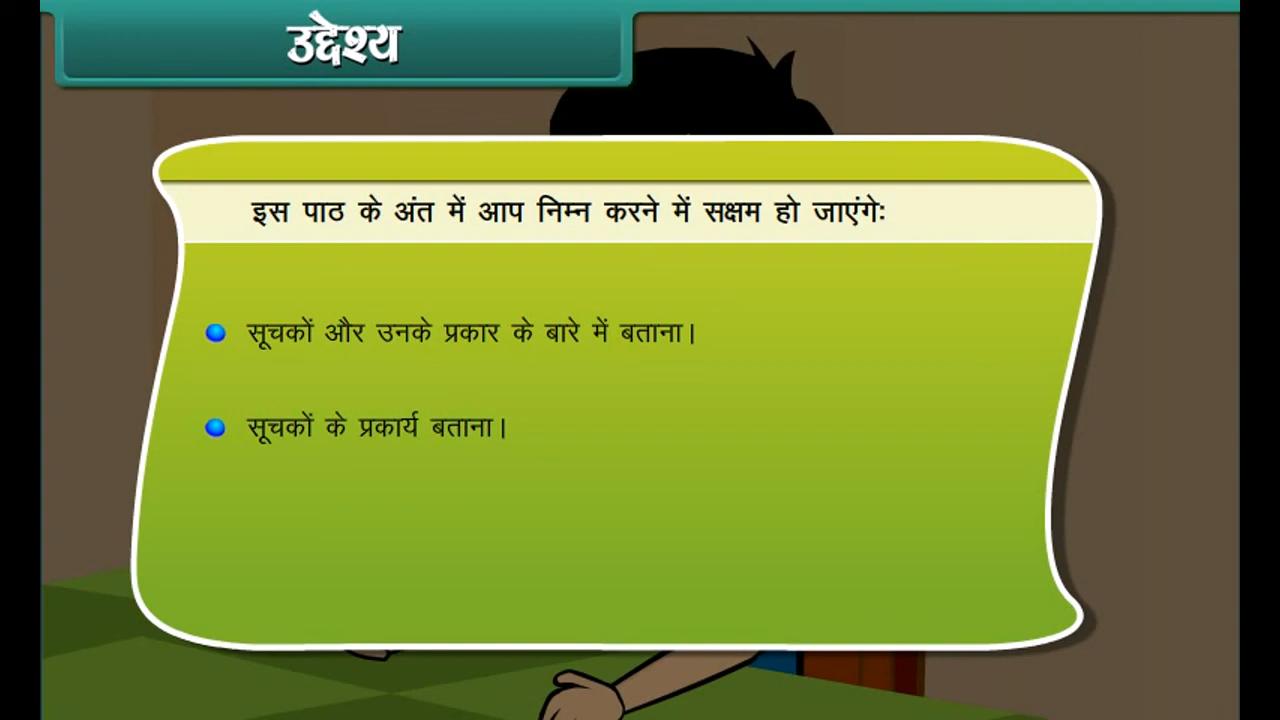 उद्देश्य
इस पाठ के अंत में आप निम्न करने में सक्षम हो जाएंगे:
सूचकों और उनके प्रकार के बारे में बताना।
सूचकों के प्रकार्य बताना।